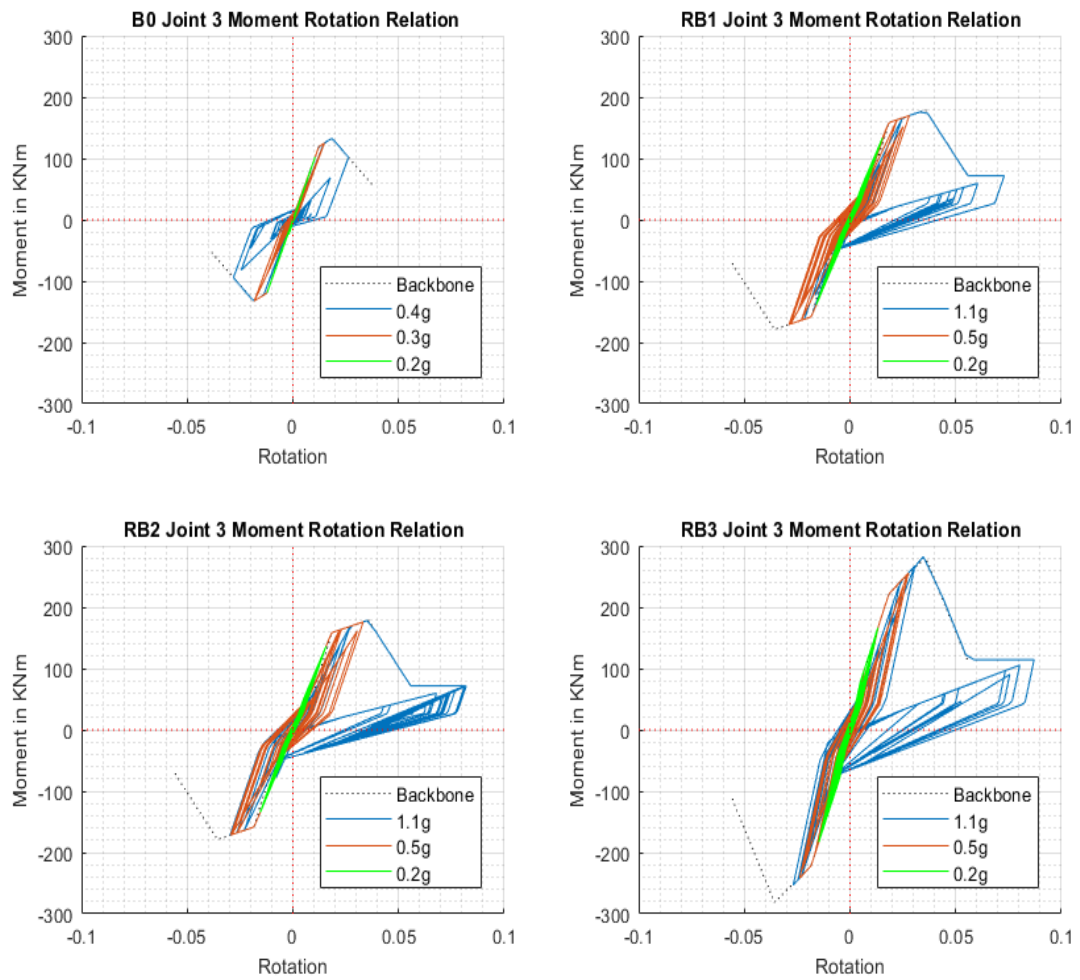 B0 Joint 3 Moment Rotation Relation
300
200
100
0
-100
-200
-300
Moment in KNm
-0.1
-0.05
0
0.05
0.1
Rotation
Backbone
0.4g
0.3g
0.2g
RB1 Joint 3 Moment Rotation Relation
300
200
100
0
-100
-200
-300
Moment in KNm
-0.1
-0.05
0
0.05
0.1
Rotation
Backbone
1.1g
0.5g
0.2g
RB2 Joint 3 Moment Rotation Relation
300
200
100
0
-100
-200
-300
Moment in KNm
-0.1
-0.05
0
0.05
0.1
Rotation
Backbone
1.1g
0.5g
0.2g
RB3 Joint 3 Moment Rotation Relation
300
200
100
0
-100
-200
-300
Moment in KNm
-0.1
-0.05
0
0.05
0.1
Rotation
Backbone
1.1g
0.5g
0.2g